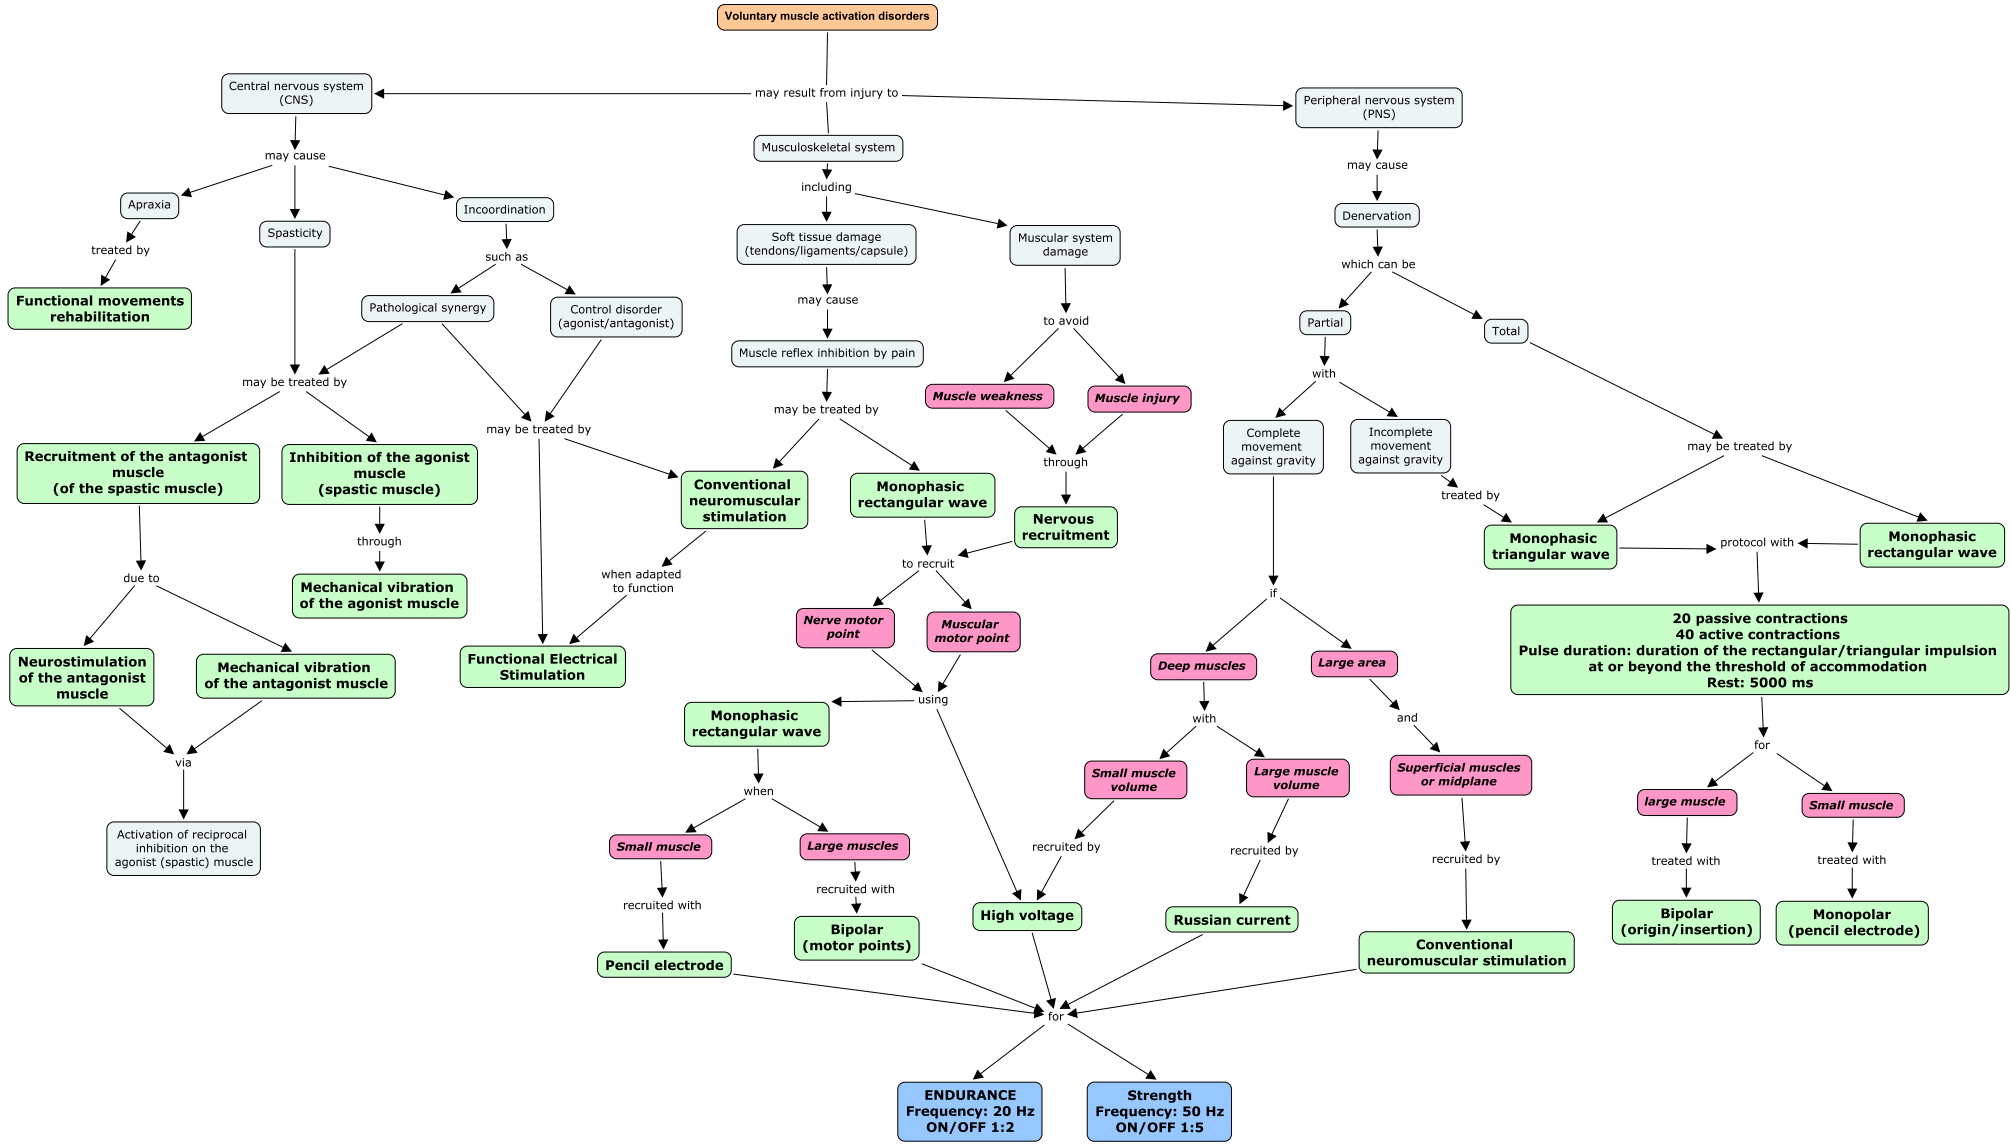 Voluntary muscle activation disorders
may result from injury to
Central nervous system
(CNS)
Peripheral nervous system
(PNS)
Musculoskeletal system
may cause
may cause
including
Apraxia
Spasticity
Incoordination
Denervation
treated by
such as
Soft tissue damage
(tendons/ligaments/capsule)
Muscular system
damage
which can be
Functional movements
rehabilitation
Pathological synergy
Control disorder
(agonist/antagonist)
may cause
to avoid
Partial
Total
Muscle reflex inhibition by pain
with
may be treated by
Muscle weakness
Muscle injury
may be treated by
may be treated by
Complete
movement
against gravity
Incomplete
movement
against gravity
may be treated by
Recruitment of the antagonist
muscle
(of the spastic muscle)
Inhibition of the agonist
muscle
(spastic muscle)
through
Conventional
neuromuscular
stimulation
Monophasic
rectangular wave
treated by
Nervous
recruitment
through
Monophasic
triangular wave
protocol with
Monophasic
rectangular wave
to recruit
due to
when adapted
to function
Mechanical vibration
of the agonist muscle
if
Nerve motor
point
Muscular
motor point
20 passive contractions
40 active contractions
Pulse duration: duration of the rectangular/triangular impulsion
at or beyond the threshold of accommodation
Rest: 5000 ms
Neurostimulation
of the antagonist
muscle
Mechanical vibration
of the antagonist muscle
Functional Electrical
Stimulation
Deep muscles
Large area
using
with
and
Monophasic
rectangular wave
for
via
Small muscle
volume
Large muscle
volume
Superficial muscles
or midplane
when
large muscle
Small muscle
Activation of reciprocal
inhibition on the
agonist (spastic) muscle
Small muscle
Large muscles
recruited by
recruited by
recruited by
treated with
treated with
recruited with
recruited with
High voltage
Russian current
Bipolar
(origin/insertion)
Monopolar
(pencil electrode)
Bipolar
(motor points)
Pencil electrode
Conventional
neuromuscular stimulation
for
ENDURANCE
Frequency: 20 Hz
ON/OFF 1:2
Strength
Frequency: 50 Hz
ON/OFF 1:5